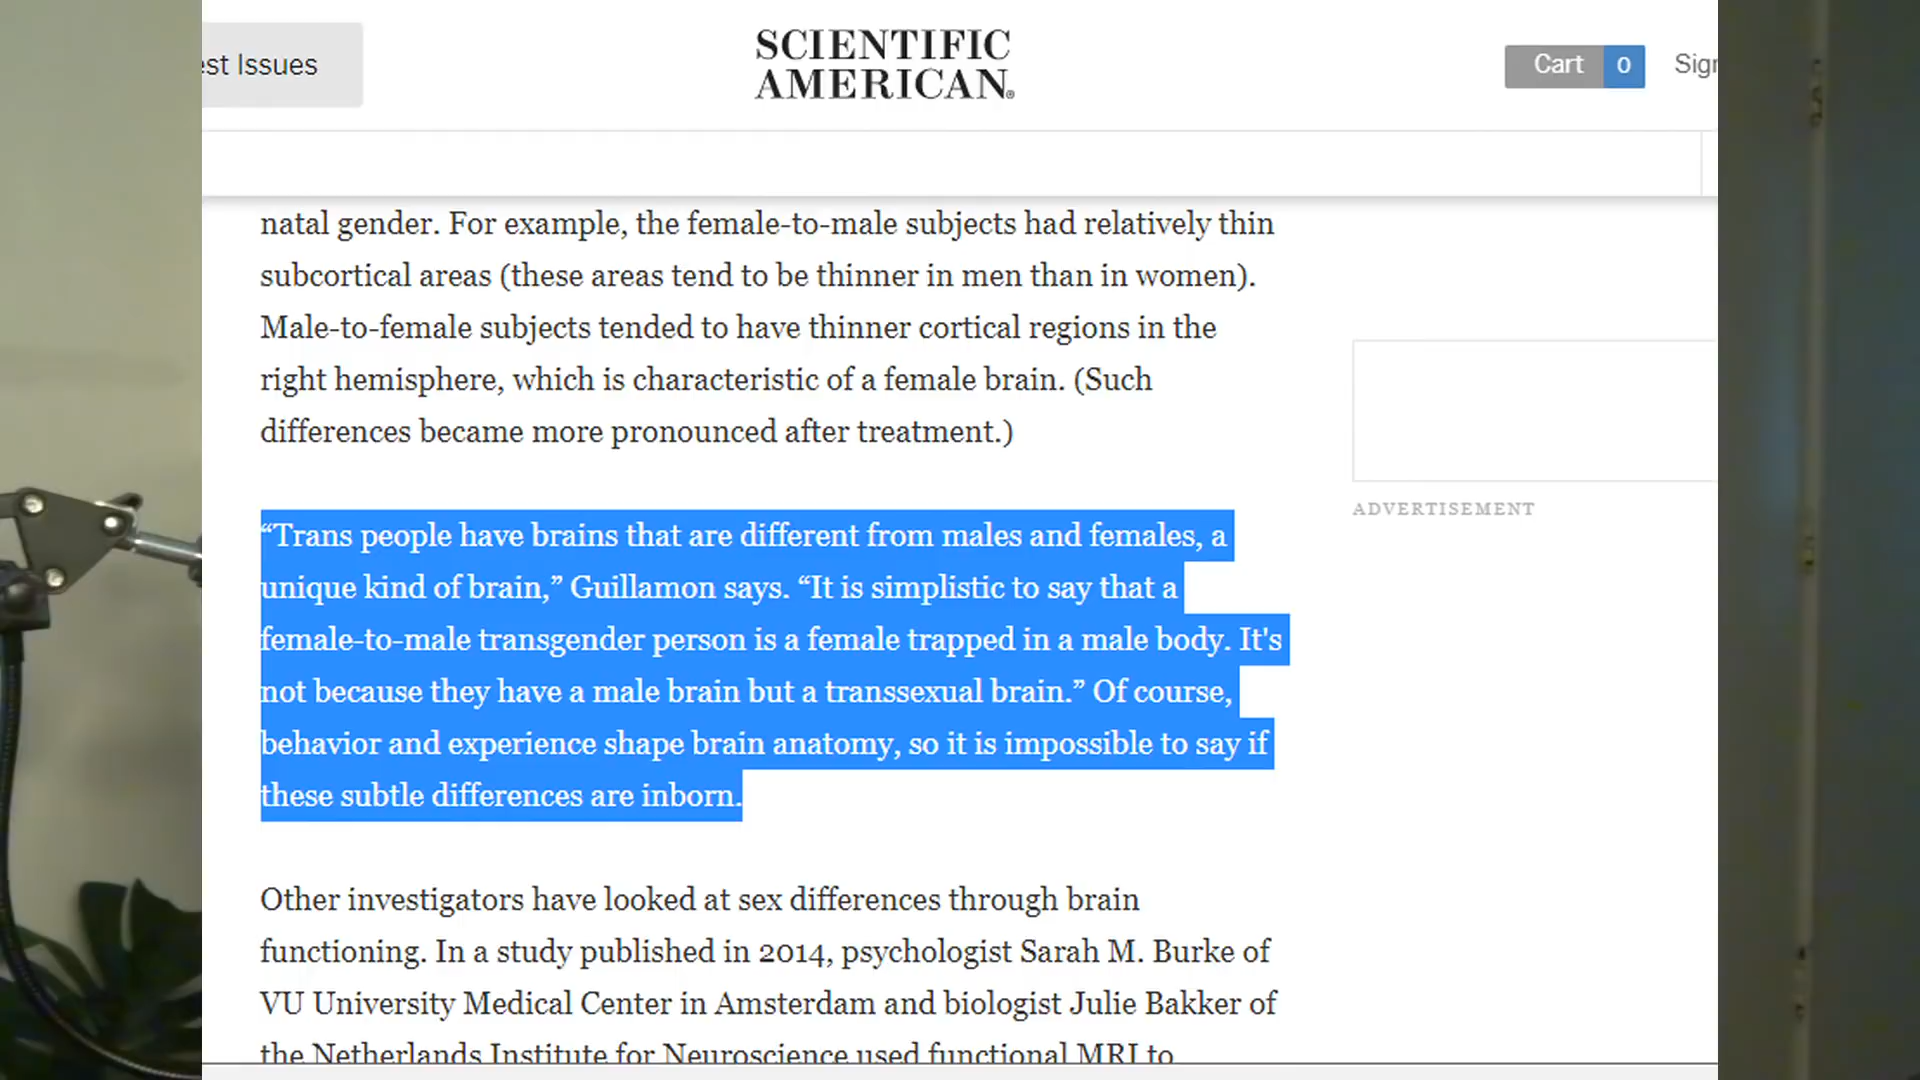 est Issues
SCIENTIFIC
AMERICAN®
Cart 0
Sign
natal gender. For example, the female-to-male subjects had relatively thin
subcortical areas (these areas tend to be thinner in men than in women).
Male-to-female subjects tended to have thinner cortical regions in the
right hemisphere, which is characteristic of a female brain. (Such
differences became more pronounced after treatment.)
“Trans people have brains that are different from males and females, a
unique kind of brain,” Guillamon says. “It is simplistic to say that a
female-to-male transgender person is a female trapped in a male body. It's
not because they have a male brain but a transsexual brain.” Of course,
behavior and experience shape brain anatomy, so it is impossible to say if
these subtle differences are inborn.
ADVERTISEMENT
Other investigators have looked at sex differences through brain
functioning. In a study published in 2014, psychologist Sarah M. Burke of
VU University Medical Center in Amsterdam and biologist Julie Bakker of
the Netherlands Institute for Neuroscience used functional MRI to